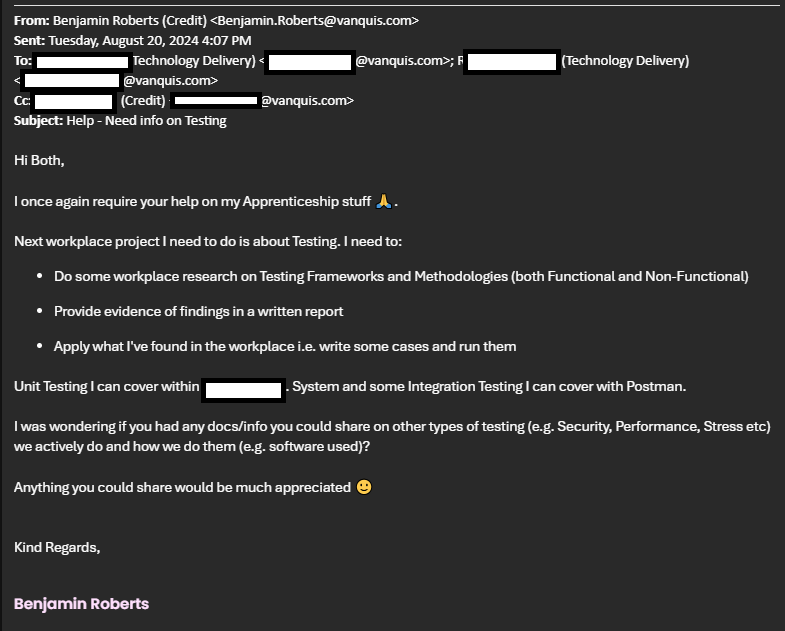 From: Benjamin Roberts (Credit) <Benjamin.Roberts@vanquis.com>
Sent: Tuesday, August 20, 2024 4:07 PM
To: Technology Delivery) < @vanquis.com>; R (Technology Delivery)
< @vanquis.com>
Cc: (Credit) @vanquis.com>
Subject: Help - Need info on Testing
Hi Both,
I once again require your help on my Apprenticeship stuff 🙏.
Next workplace project I need to do is about Testing. I need to:
• Do some workplace research on Testing Frameworks and Methodologies (both Functional and Non-Functional)
• Provide evidence of findings in a written report
• Apply what I've found in the workplace i.e. write some cases and run them
Unit Testing I can cover within . System and some Integration Testing I can cover with Postman.
I was wondering if you had any docs/info you could share on other types of testing (e.g. Security, Performance, Stress etc)
we actively do and how we do them (e.g. software used)?
Anything you could share would be much appreciated 🙂
Kind Regards,
Benjamin Roberts